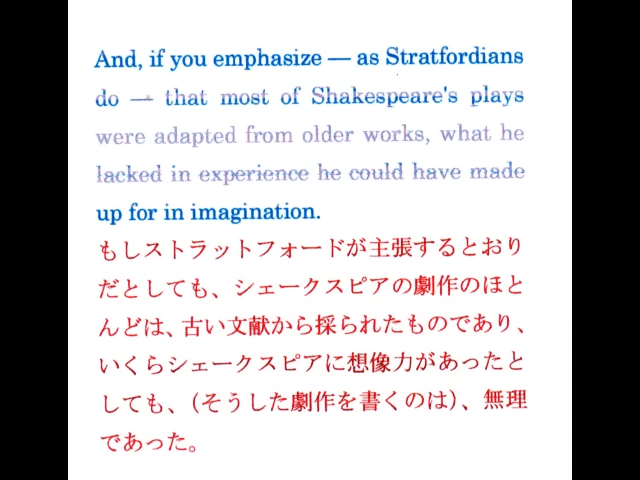 And, if you emphasize — as Stratfordians
do — that most of Shakespeare's plays
were adapted from older works, what he
lacked in experience he could have made
up for in imagination.
もしストラットフォードが主張するとおり
だとしても、シェークスピアの劇作のほと
んどは、古い文献から採られたものであり、
いくらシェークスピアに想像力があったと
しても、（そうした劇作を書くのは）、無理
であった。